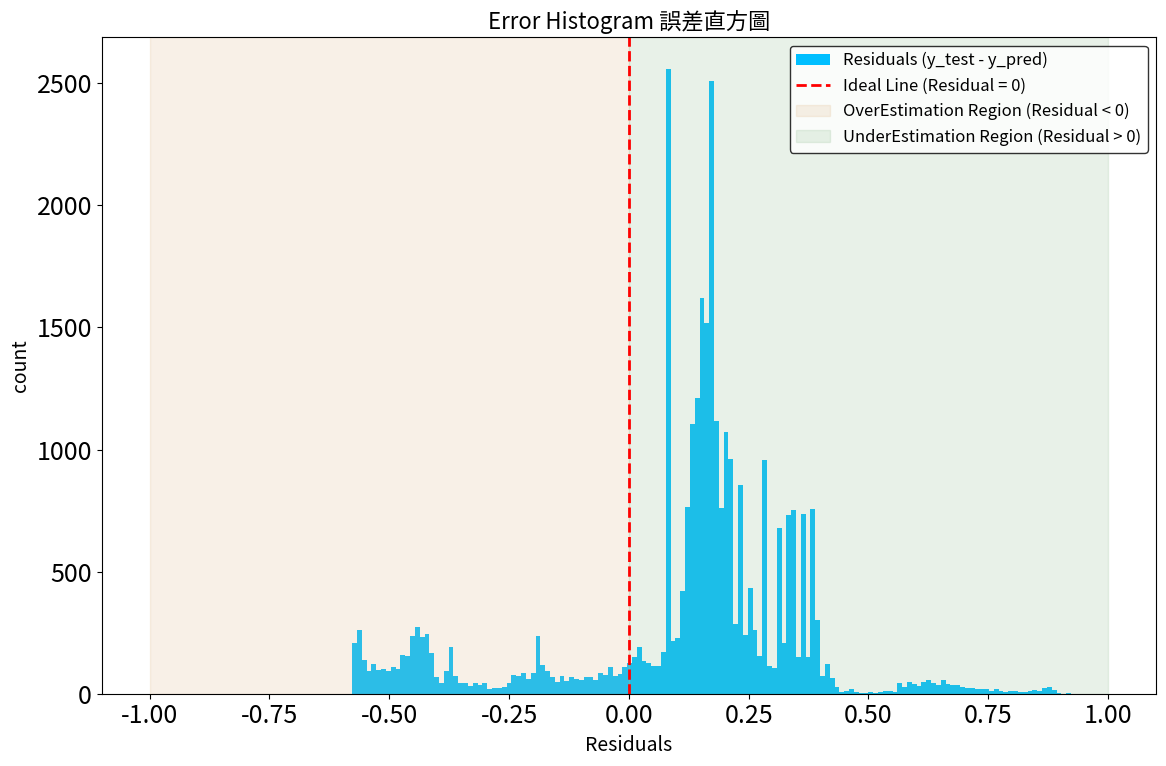 Error Histogram 誤差直方圖
Residuals (y_test - y_pred)
Ideal Line (Residual = 0)
OverEstimation Region (Residual < 0)
UnderEstimation Region (Residual > 0)
count
2500
2000
1500
1000
500
0
-1.00 -0.75 -0.50 -0.25 0.00 0.25 0.50 0.75 1.00
Residuals